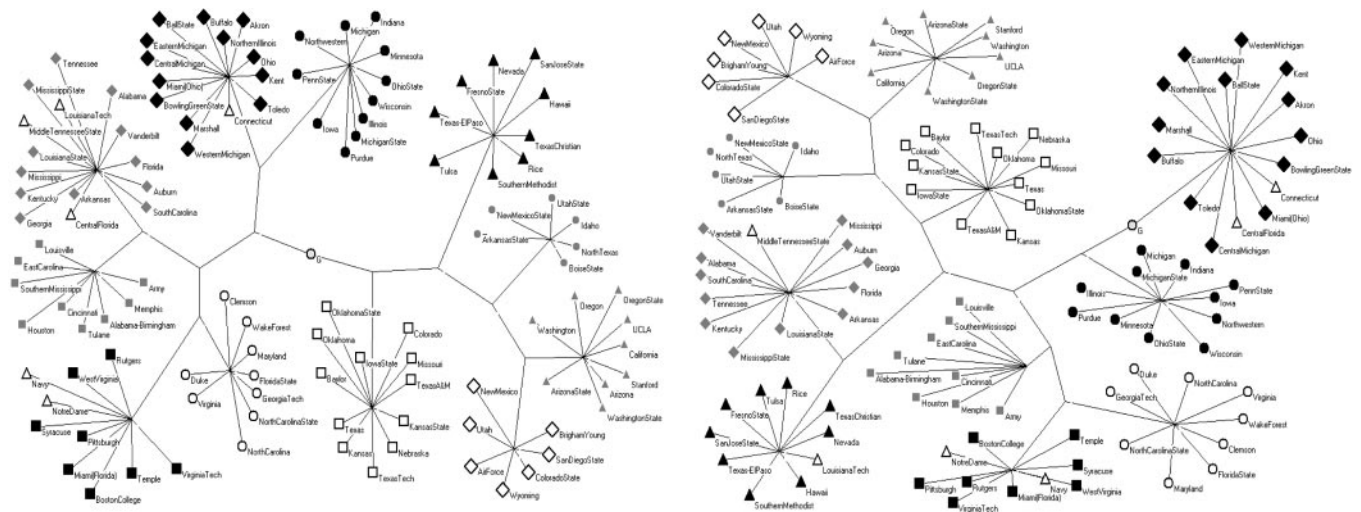 Tennessee
MississippiState
LouisianaTech
Alabama
MiddleTennesseeState
Vanderbilt
LouisianaState
Florida
Mississippi
Auburn
Kentucky
Arkansas
SouthCarolina
Georgia
CentralFlorida
BallState
Buffalo
Akron
EasternMichigan
NorthernIllinois
CentralMichigan
Ohio
Miami(Ohio)
Kent
BowlingGreenState
Toledo
Marshall
Connecticut
WesternMichigan
Indiana
Michigan
Northwestern
Minnesota
PennState
OhioState
Wisconsin
Iowa
Illinois
MichiganState
Purdue
Nevada
SanJoseState
FresnoState
Hawaii
Texas-ElPaso
TexasChristian
Tulsa
Rice
SouthernMethodist
UtahState
NewMexicoState
Idaho
ArkansasState
NorthTexas
BoiseState
G
Louisville
EastCarolina
Army
SouthernMississippi
Memphis
Cincinnati
Houston
Alabama-Birmingham
Tulane
Clemson
WakeForest
Maryland
Duke
FloridaState
Virginia
GeorgiaTech
NorthCarolinaState
NorthCarolina
OklahomaState
Oklahoma
Colorado
IowaState
Missouri
Baylor
TexasA&M
Texas
KansasState
Kansas
Nebraska
TexasTech
Oregon
OregonState
Washington
UCLA
California
Stanford
ArizonaState
Arizona
WashingtonState
NewMexico
Utah
BrighamYoung
AirForce
SanDiegoState
ColoradoState
Wyoming
Rutgers
WestVirginia
Navy
NotreDame
Syracuse
Pittsburgh
Miami(Florida)
Temple
VirginiaTech
BostonCollege
Utah
Wyoming
NewMexico
BrighamYoung
AirForce
ColoradoState
SanDiegoState
ArizonaState
Oregon
Stanford
Arizona
Washington
UCLA
California
OregonState
WashingtonState
NewMexicoState
NorthTexas
Idaho
UtahState
ArkansasState
BoiseState
Baylor
TexasTech
Nebraska
Colorado
Oklahoma
Missouri
KansasState
IowaState
Texas
OklahomaState
TexasA&M
Kansas
WesternMichigan
EasternMichigan
Kent
NorthernIllinois
BallState
Akron
Marshall
Ohio
Buffalo
BowlingGreenState
Connecticut
Toledo
Miami(Ohio)
CentralFlorida
CentralMichigan
G
Vanderbilt
Mississippi
MiddleTennesseeState
Auburn
Alabama
Georgia
SouthCarolina
Florida
Tennessee
Arkansas
Kentucky
LouisianaState
MississippiState
Michigan
MichiganState
Indiana
Illinois
PennState
Iowa
Purdue
Minnesota
Northwestern
OhioState
Wisconsin
Louisville
SouthernMississippi
EastCarolina
Tulane
Alabama-Birmingham
Cincinnati
Houston
Memphis
Army
Tulsa
Rice
FresnoState
TexasChristian
SanJoseState
Nevada
Texas-ElPaso
LouisianaTech
Hawaii
SouthernMethodist
Duke
NorthCarolina
GeorgiaTech
Virginia
WakeForest
NorthCarolinaState
Clemson
FloridaState
Maryland
BostonCollege
Temple
NotreDame
Syracuse
Pittsburgh
Rutgers
Navy
WestVirginia
Miami(Florida)
VirginiaTech